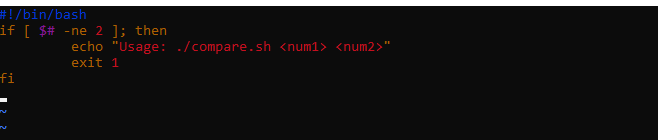 #!/bin/bash
if [ $# -ne 2 ]; then
        echo "Usage: ./compare.sh <num1> <num2>"
        exit 1
fi
~
~